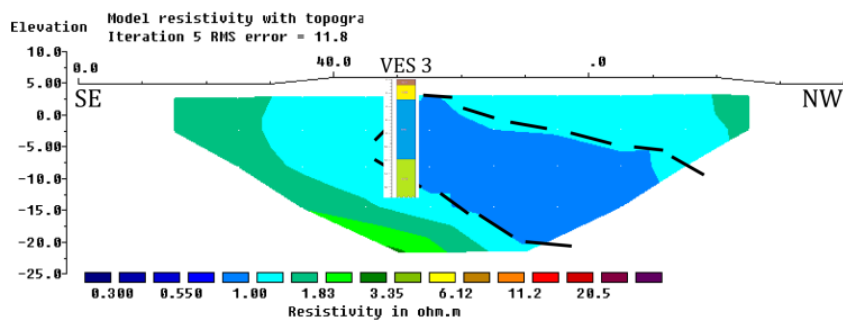 Model resistivity with topogra
Elevation
Iteration 5 RMS error = 11.8
10.0
0.0
40.0
VES 3
.0
5.00
SE
NW
0.0
-5.00
-10.0
-15.0
-20.0
-25.0
0.300 0.550 1.00 1.83 3.35 6.12 11.2 20.5
Resistivity in ohm.m